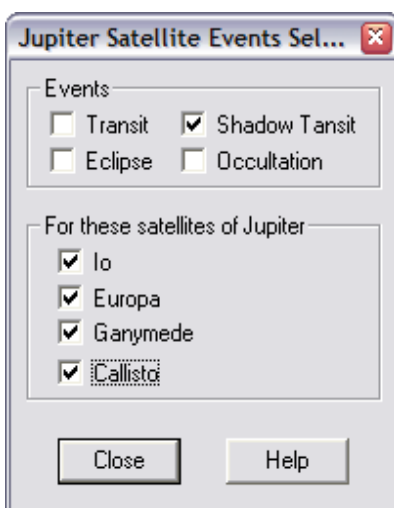 Jupiter Satellite Events Sel...
Events
Transit Shadow Tansit
Eclipse Occultation
For these satellites of Jupiter
Io
Europa
Ganymede
Callisto
Close Help